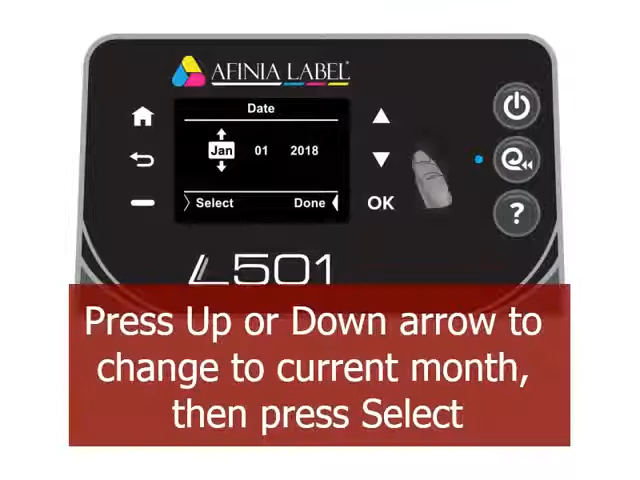 AFINIA LABEL
Date
Jan 01 2018
Select Done
OK
?
L501
Press Up or Down arrow to
change to current month,
then press Select